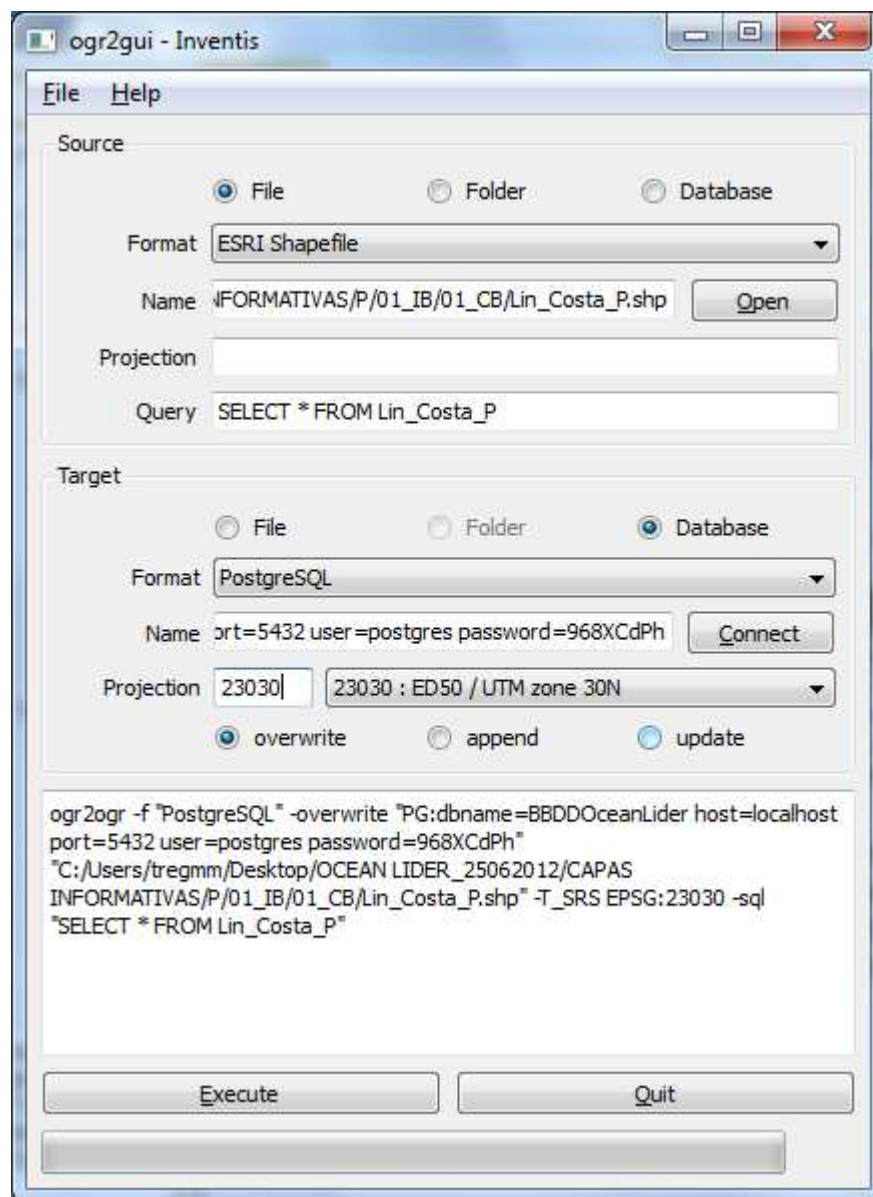 ogr2gui - Inventis
File Help
Source
File Folder Database
Format ESRI Shapefile
Name NFORMATIVAS/P/01_IB/01_CB/Lin_Costa_P.shp Open
Projection
Query SELECT * FROM Lin_Costa_P
Target
File Folder Database
Format PostgreSQL
Name ort=5432 user=postgres password=968XCdPh Connect
Projection 23030 23030 : ED50 / UTM zone 30N
overwrite append update
ogr2ogr -f "PostgreSQL" -overwrite "PG:dbname=BBDDOceanLider host=localhost
port=5432 user=postgres password=968XCdPh"
"C:/Users/tregmm/Desktop/OCEAN LIDER_25062012/CAPAS
INFORMATIVAS/P/01_IB/01_CB/Lin_Costa_P.shp" -T_SRS EPSG:23030 -sql
"SELECT * FROM Lin_Costa_P"
Execute Quit